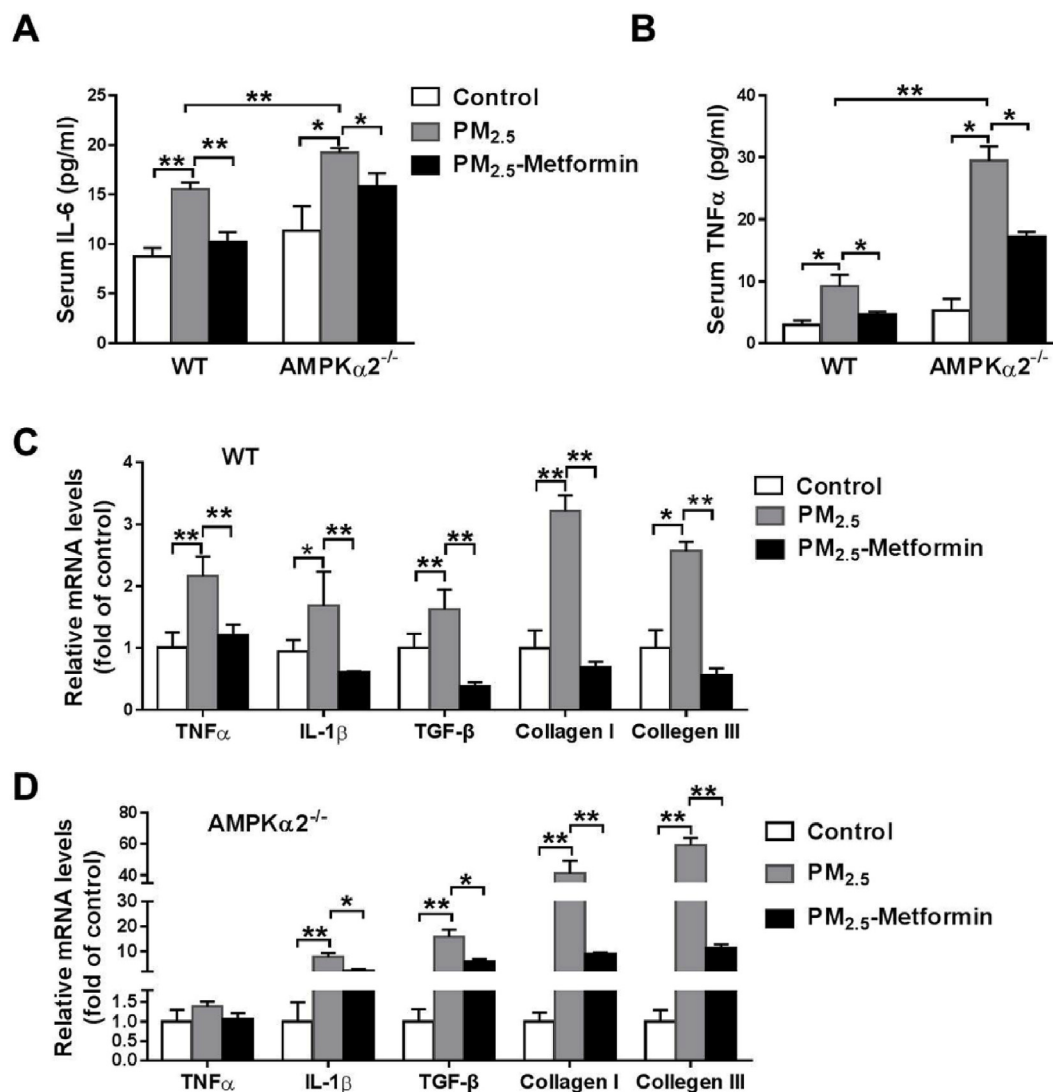 A
Serum IL-6 (pg/ml)
25
20
15
10
5
0
**
** **
* *
WT AMPKα2-/-
Control
PM2.5
PM2.5-Metformin
B
Serum TNFα (pg/ml)
40
30
20
10
0
**
* *
* *
WT AMPKα2-/-
C
WT
Relative mRNA levels
(fold of control)
4
3
2
1
0
** **
* **
** **
** **
* **
TNFα IL-1β TGF-β Collagen I Collegen III
Control
PM2.5
PM2.5-Metformin
D
AMPKα2-/-
Relative mRNA levels
(fold of control)
80
60
40
30
20
10
1.5
1.0
0.5
0.0
** *
** *
** **
** **
TNFα IL-1β TGF-β Collagen I Collegen III
Control
PM2.5
PM2.5-Metformin